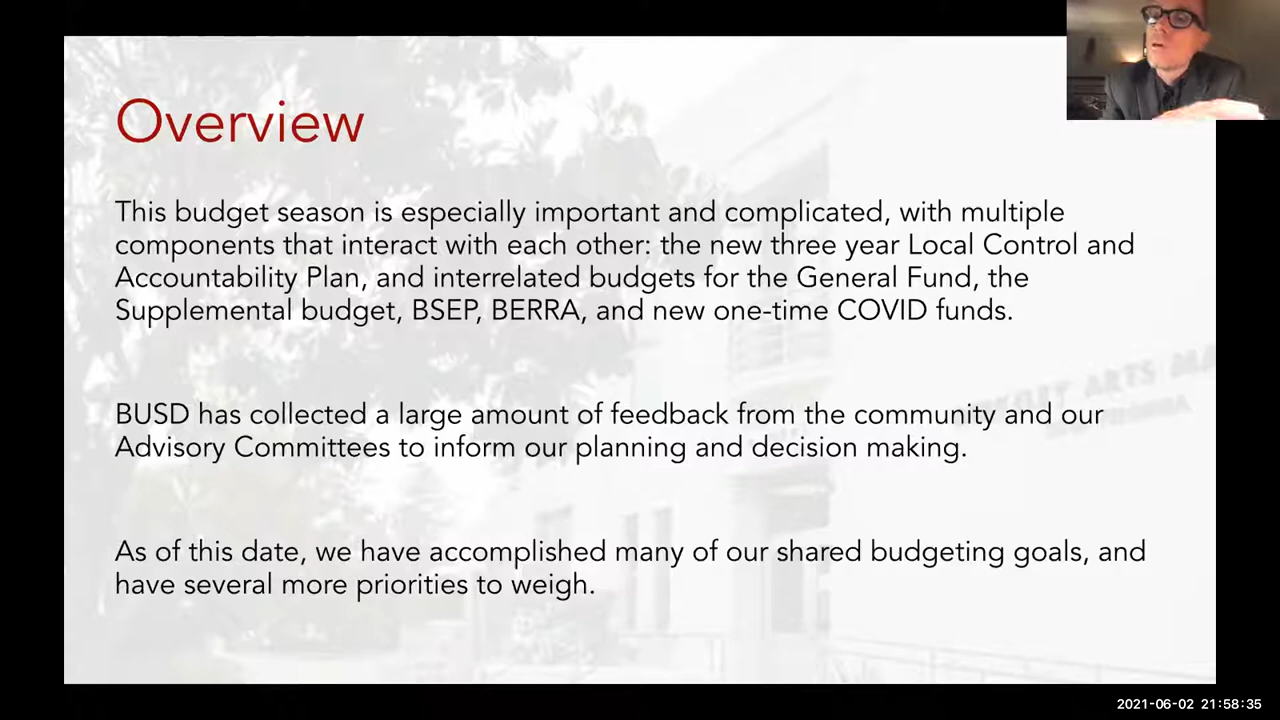 Overview
This budget season is especially important and complicated, with multiple
components that interact with each other: the new three year Local Control and
Accountability Plan, and interrelated budgets for the General Fund, the
Supplemental budget, BSEP, BERRA, and new one-time COVID funds.
BUSD has collected a large amount of feedback from the community and our
Advisory Committees to inform our planning and decision making.
As of this date, we have accomplished many of our shared budgeting goals, and
have several more priorities to weigh.
ARTS
2021-06-02 21:58:35